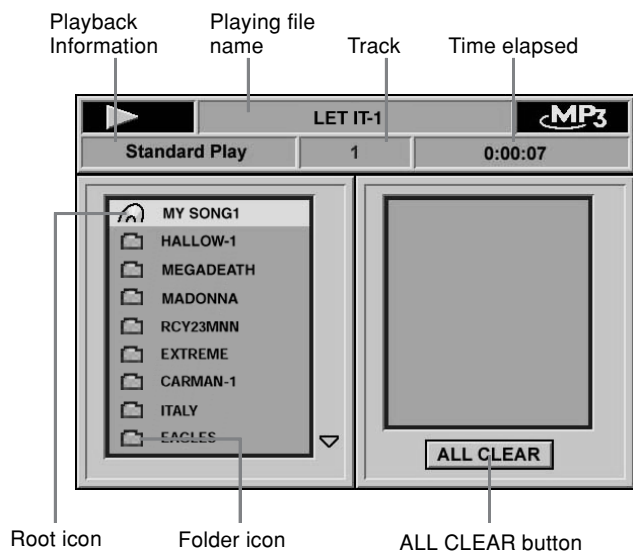 Playback Information
Playing file name
Track
Time elapsed
LET IT-1
MP3
Standard Play
1
0:00:07
MY SONG1
HALLOW-1
MEGADEATH
MADONNA
RCY23MNN
EXTREME
CARMAN-1
ITALY
EAGLES
ALL CLEAR
Root icon
Folder icon
ALL CLEAR button